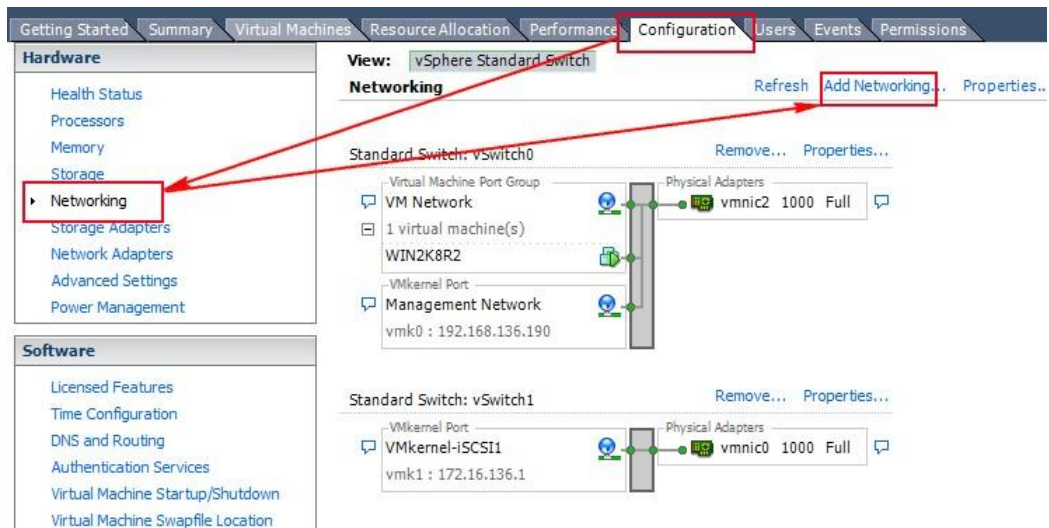 Getting Started Summary Virtual Machines Resource Allocation Performance Configuration Users Events Permissions
Hardware
Health Status
Processors
Memory
Storage
Networking
Storage Adapters
Network Adapters
Advanced Settings
Power Management
Software
Licensed Features
Time Configuration
DNS and Routing
Authentication Services
Virtual Machine Startup/Shutdown
Virtual Machine Swapfile Location
View: vSphere Standard Switch
Networking Refresh Add Networking... Properties..
Standard Switch: vSwitch0 Remove... Properties...
Virtual Machine Port Group Physical Adapters
VM Network vmnic2 1000 Full
1 virtual machine(s)
WIN2K8R2
VMkernel Port
Management Network
vmk0 : 192.168.136.190
Standard Switch: vSwitch1 Remove... Properties...
VMkernel Port Physical Adapters
VMkernel-iSCSI1 vmnic0 1000 Full
vmk1 : 172.16.136.1